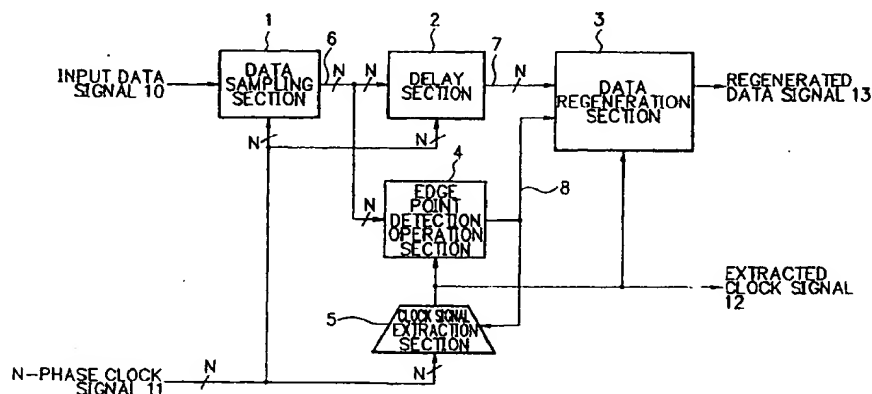 1
2
3
6
7
INPUT DATA
SIGNAL 10
DATA
SAMPLING
SECTION
N
N
DELAY
SECTION
N
DATA
REGENERATION
SECTION
REGENERATED
DATA SIGNAL 13
N
N
4
8
N
EDGE
POINT
DETECTION
OPERATION
SECTION
EXTRACTED
CLOCK SIGNAL
12
5
CLOCK SIGNAL
EXTRACTION
SECTION
N-PHASE CLOCK
SIGNAL 11
N
N